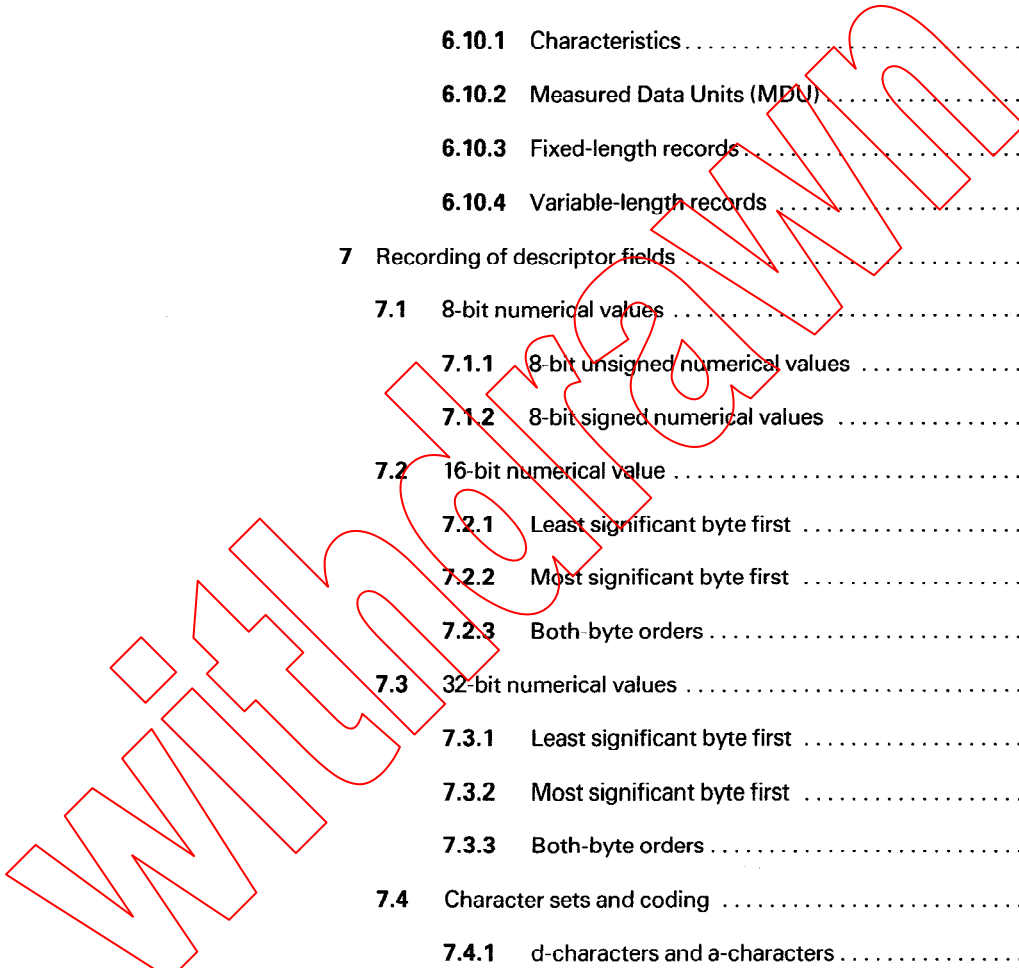 6.10.1 Characteristics . . . . . . . . . . . . . . . . . . . . . . . . . . . .
6.10.2 Measured Data Units (MDU) . . . . . . . . . . . . . . . . .
6.10.3 Fixed-length records . . . . . . . . . . . . . . . . . . . . . . .
6.10.4 Variable-length records . . . . . . . . . . . . . . . . . . . .
7 Recording of descriptor fields . . . . . . . . . . . . . . . . . . . . . . . . . . . .
7.1 8-bit numerical values . . . . . . . . . . . . . . . . . . . . . . . . . . . . .
7.1.1 8-bit unsigned numerical values . . . . . . . . . . . . .
7.1.2 8-bit signed numerical values . . . . . . . . . . . . . . .
7.2 16-bit numerical value . . . . . . . . . . . . . . . . . . . . . . . . . . . . .
7.2.1 Least significant byte first . . . . . . . . . . . . . . . . . .
7.2.2 Most significant byte first . . . . . . . . . . . . . . . . . .
7.2.3 Both-byte orders . . . . . . . . . . . . . . . . . . . . . . . . . .
7.3 32-bit numerical values . . . . . . . . . . . . . . . . . . . . . . . . . . . .
7.3.1 Least significant byte first . . . . . . . . . . . . . . . . . .
7.3.2 Most significant byte first . . . . . . . . . . . . . . . . . .
7.3.3 Both-byte orders . . . . . . . . . . . . . . . . . . . . . . . . . .
7.4 Character sets and coding . . . . . . . . . . . . . . . . . . . . . . . . .
7.4.1 d-characters and a-characters . . . . . . . . . . . . . . .
withdrawn